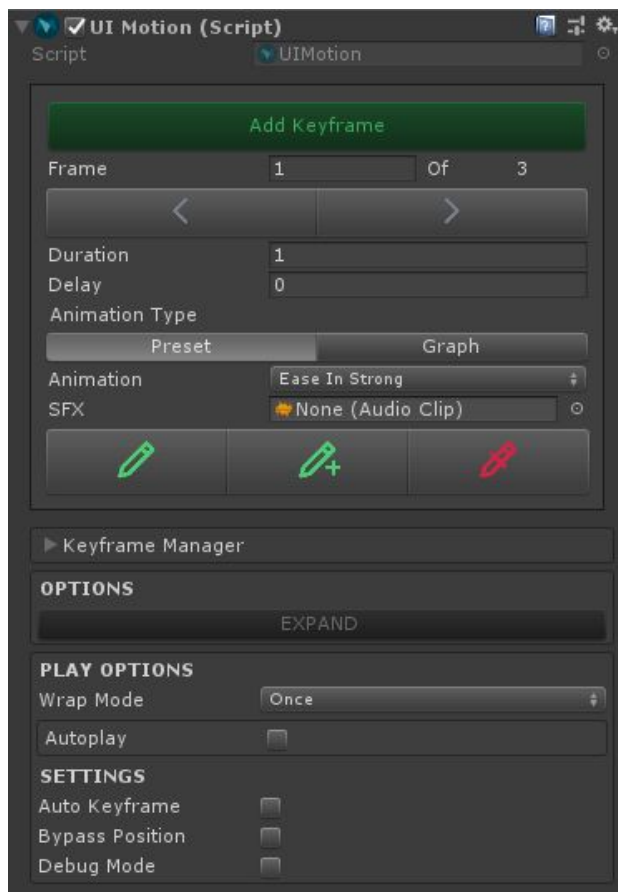 UI Motion (Script)
Script UIMotion
Add Keyframe
Frame 1 Of 3
< >
Duration 1
Delay 0
Animation Type
Preset Graph
Animation Ease In Strong
SFX None (Audio Clip)
Keyframe Manager
OPTIONS
EXPAND
PLAY OPTIONS
Wrap Mode Once
Autoplay
SETTINGS
Auto Keyframe
Bypass Position
Debug Mode